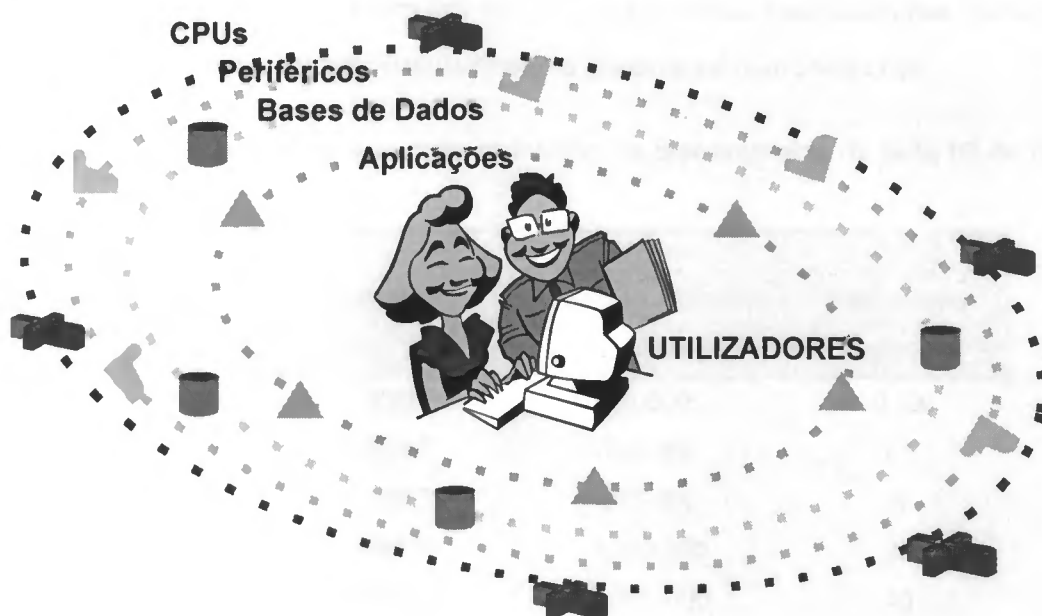 CPUs
Periféricos
Bases de Dados
Aplicações
UTILIZADORES